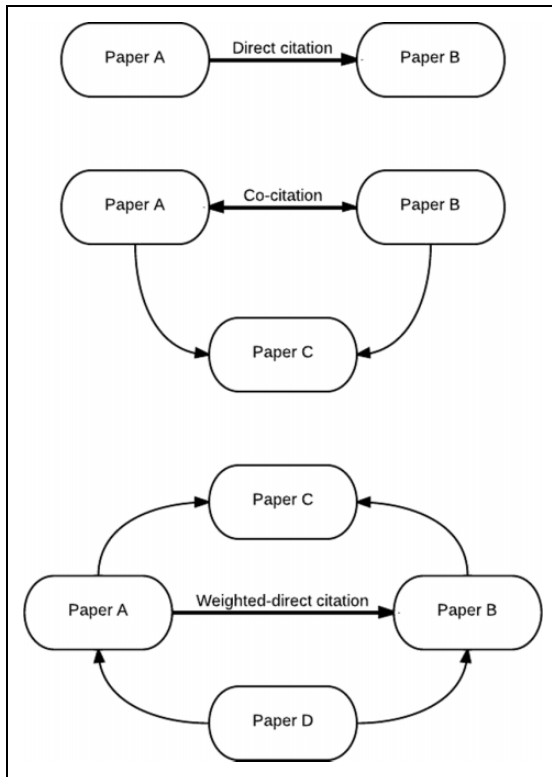 Paper A
Direct citation
Paper B
Paper A
Co-citation
Paper B
Paper C
Paper C
Paper A
Weighted-direct citation
Paper B
Paper D